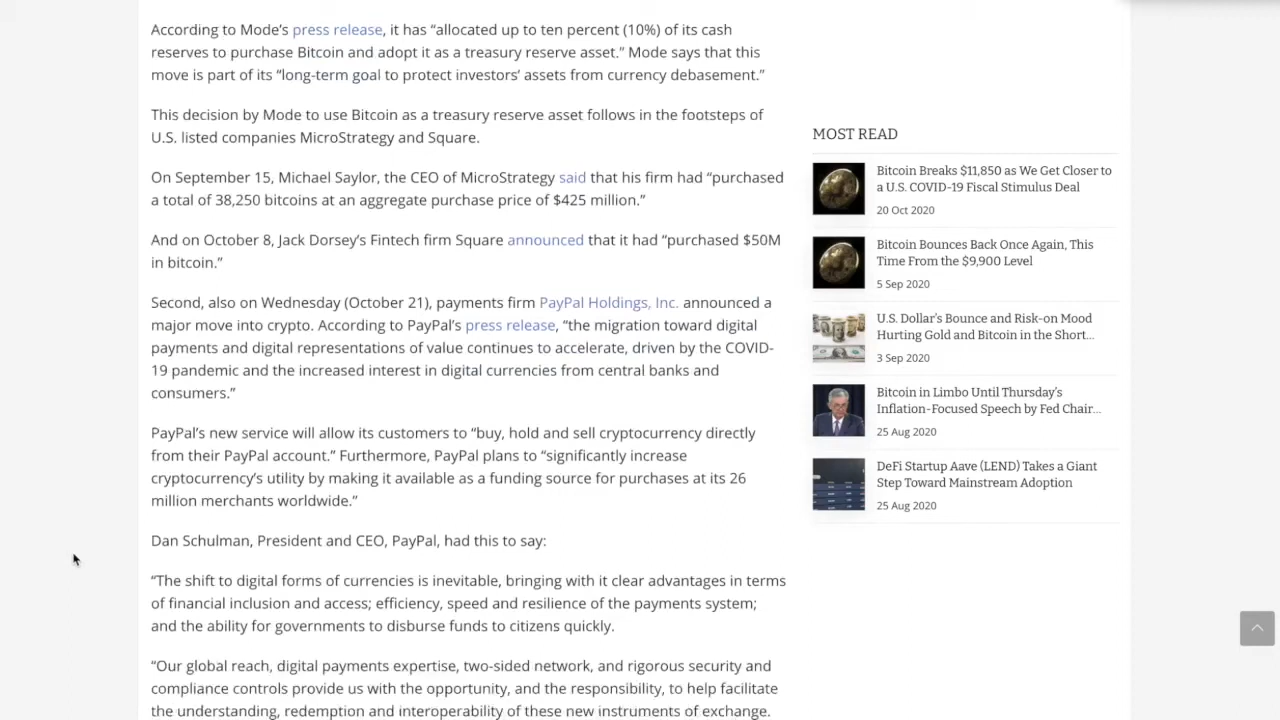 According to Mode's press release, it has “allocated up to ten percent (10%) of its cash
reserves to purchase Bitcoin and adopt it as a treasury reserve asset.” Mode says that this
move is part of its “long-term goal to protect investors’ assets from currency debasement.”
This decision by Mode to use Bitcoin as a treasury reserve asset follows in the footsteps of
U.S. listed companies MicroStrategy and Square.
On September 15, Michael Saylor, the CEO of MicroStrategy said that his firm had “purchased
a total of 38,250 bitcoins at an aggregate purchase price of $425 million.”
And on October 8, Jack Dorsey’s Fintech firm Square announced that it had “purchased $50M
in bitcoin.”
Second, also on Wednesday (October 21), payments firm PayPal Holdings, Inc. announced a
major move into crypto. According to PayPal’s press release, “the migration toward digital
payments and digital representations of value continues to accelerate, driven by the COVID-
19 pandemic and the increased interest in digital currencies from central banks and
consumers.”
PayPal’s new service will allow its customers to “buy, hold and sell cryptocurrency directly
from their PayPal account.” Furthermore, PayPal plans to “significantly increase
cryptocurrency’s utility by making it available as a funding source for purchases at its 26
million merchants worldwide.”
Dan Schulman, President and CEO, PayPal, had this to say:
“The shift to digital forms of currencies is inevitable, bringing with it clear advantages in terms
of financial inclusion and access; efficiency, speed and resilience of the payments system;
and the ability for governments to disburse funds to citizens quickly.
“Our global reach, digital payments expertise, two-sided network, and rigorous security and
compliance controls provide us with the opportunity, and the responsibility, to help facilitate
the understanding, redemption and interoperability of these new instruments of exchange.
MOST READ
Bitcoin Breaks $11,850 as We Get Closer to
a U.S. COVID-19 Fiscal Stimulus Deal
20 Oct 2020
Bitcoin Bounces Back Once Again, This
Time From the $9,900 Level
5 Sep 2020
U.S. Dollar’s Bounce and Risk-on Mood
Hurting Gold and Bitcoin in the Short...
3 Sep 2020
Bitcoin in Limbo Until Thursday’s
Inflation-Focused Speech by Fed Chair...
25 Aug 2020
DeFi Startup Aave (LEND) Takes a Giant
Step Toward Mainstream Adoption
25 Aug 2020